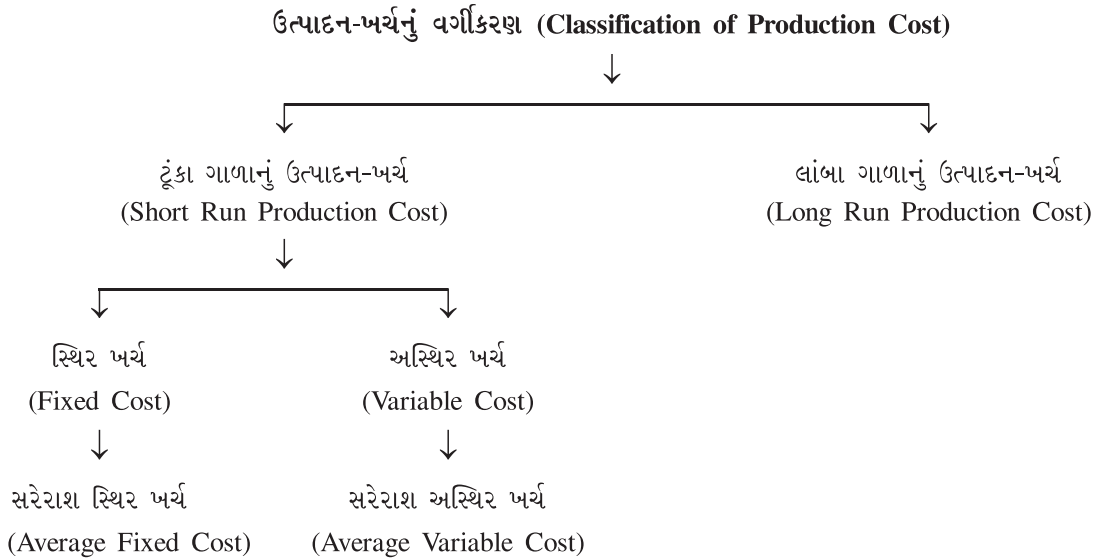 ઉત્પાદન-ખર્ચનું વર્ગીકરણ (Classification of Production Cost)
ટૂંકા ગાળાનું ઉત્પાદન-ખર્ચ
(Short Run Production Cost)
લાંબા ગાળાનું ઉત્પાદન-ખર્ચ
(Long Run Production Cost)
સ્થિર ખર્ચ
(Fixed Cost)
અસ્થિર ખર્ચ
(Variable Cost)
સરેરાશ સ્થિર ખર્ચ
(Average Fixed Cost)
સરેરાશ અસ્થિર ખર્ચ
(Average Variable Cost)